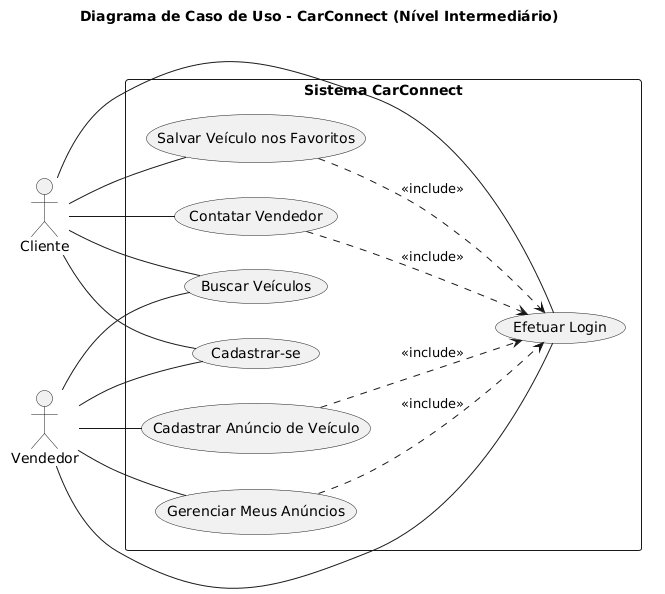 Diagrama de Caso de Uso - CarConnect (Nível Intermediário)
Sistema CarConnect
Salvar Veículo nos Favoritos
«include»
Contatar Vendedor
Cliente
«include»
Buscar Veículos
Efetuar Login
Cadastrar-se
«include»
«include»
Cadastrar Anúncio de Veículo
Vendedor
Gerenciar Meus Anúncios